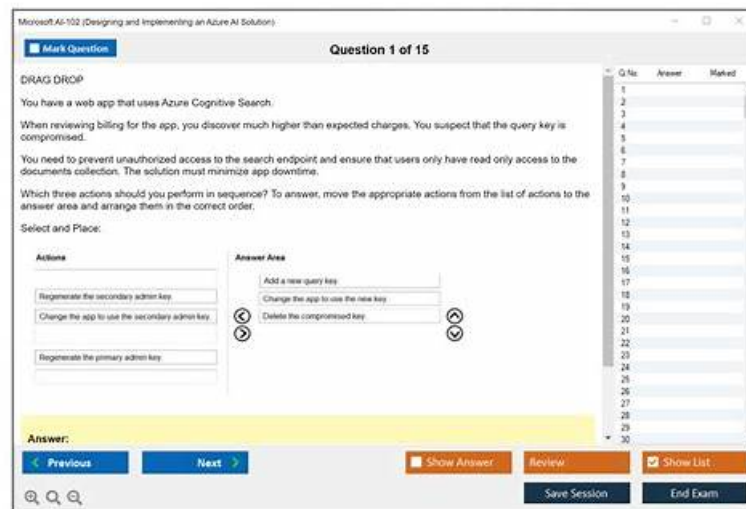 Microsoft AI-102 (Designing and Implementing an Azure AI Solution)
Mark Question
Question 1 of 15
DRAG DROP
You have a web app that uses Azure Cognitive Search.
When reviewing billing for the app, you discover much higher than expected charges. You suspect that the query key is
compromised.
You need to prevent unauthorized access to the search endpoint and ensure that users only have read only access to the
documents collection. The solution must minimize app downtime.
Which three actions should you perform in sequence? To answer, move the appropriate actions from the list of actions to the
answer area and arrange them in the correct order.
Select and Place:
Actions
Regenerate the secondary admin key.
Change the app to use the secondary admin key.
Regenerate the primary admin key.
Answer Area
Add a new query key.
Change the app to use the new key.
Delete the compromised key.
Answer:
Q.No. Answer Marked
1
2
3
4
5
6
7
8
9
10
11
12
13
14
15
16
17
18
19
20
21
22
23
24
25
26
27
28
29
30
Previous
Next
Show Answer
Review
Show List
Save Session
End Exam